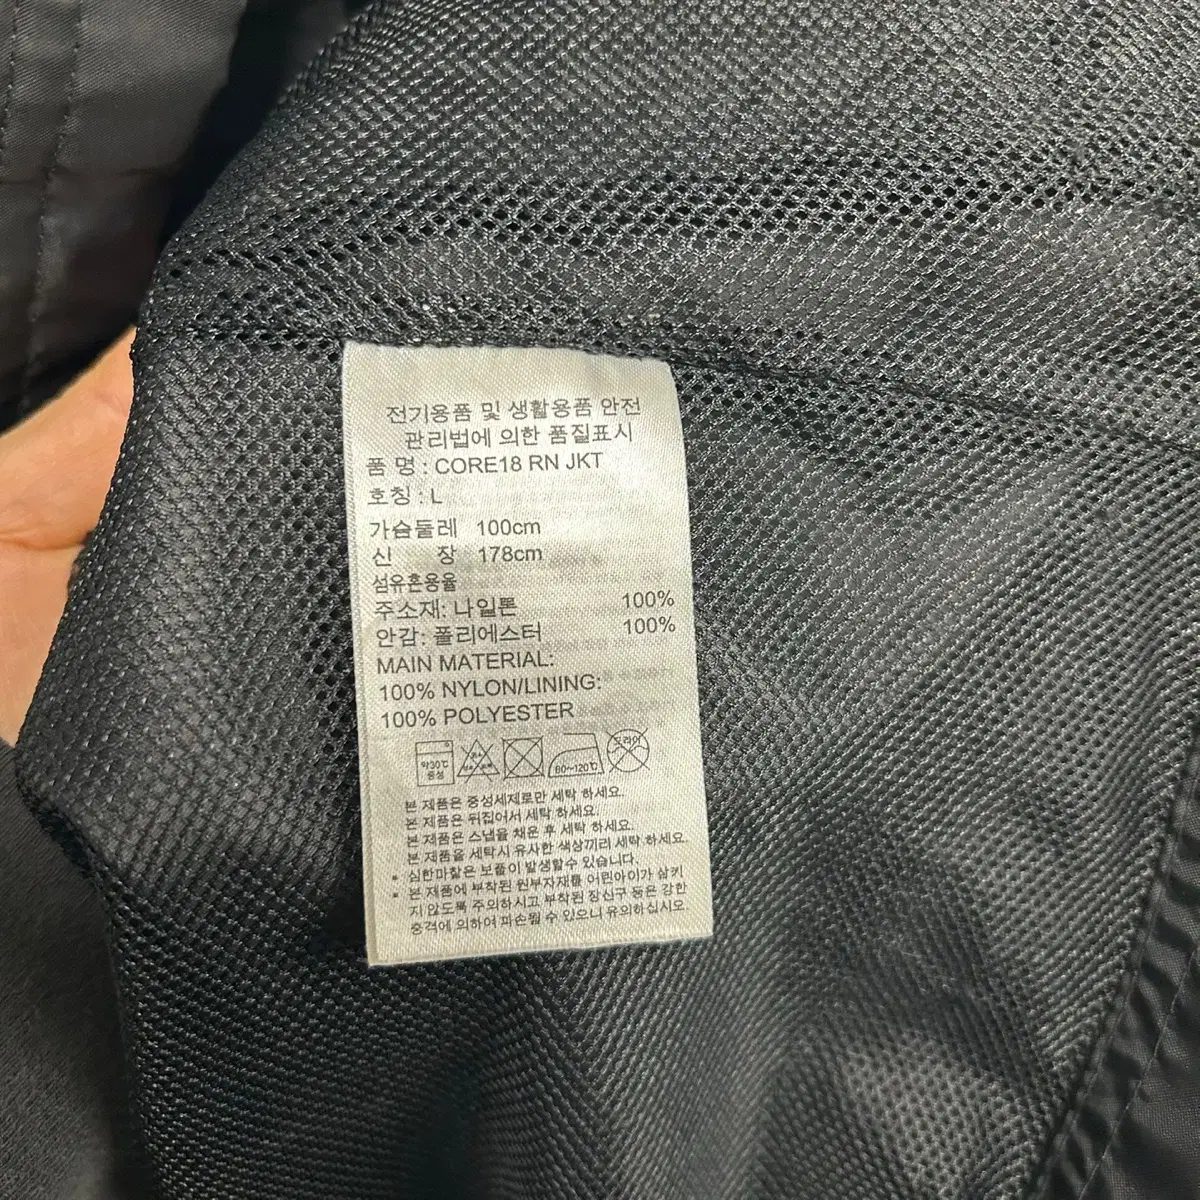 전기용품 및 생활용품 안전
관리법에 의한 품질표시
품 명 : CORE18 RN JKT
호칭 : L
가슴둘레 100cm
신 장 178cm
섬유혼용율
주소재: 나일론 100%
안감: 폴리에스터 100%
MAIN MATERIAL:
100% NYLON/LINING:
100% POLYESTER
약30℃ 중성 80~120℃ 드라이
본 제품은 중성세제로만 세탁 하세요.
본 제품은 뒤집어서 세탁 하세요.
본 제품은 스냅을 채운 후 세탁 하세요.
본 제품을 세탁시 유사한 색상끼리 세탁 하세요.
• 심한마찰은 보풀이 발생할수 있습니다.
• 본 제품에 부착된 원부자재를 어린아이가 삼키
지 않도록 주의하시고 부착된 장신구 등은 강한
충격에 의하여 파손될 수 있으니 유의하십시오.